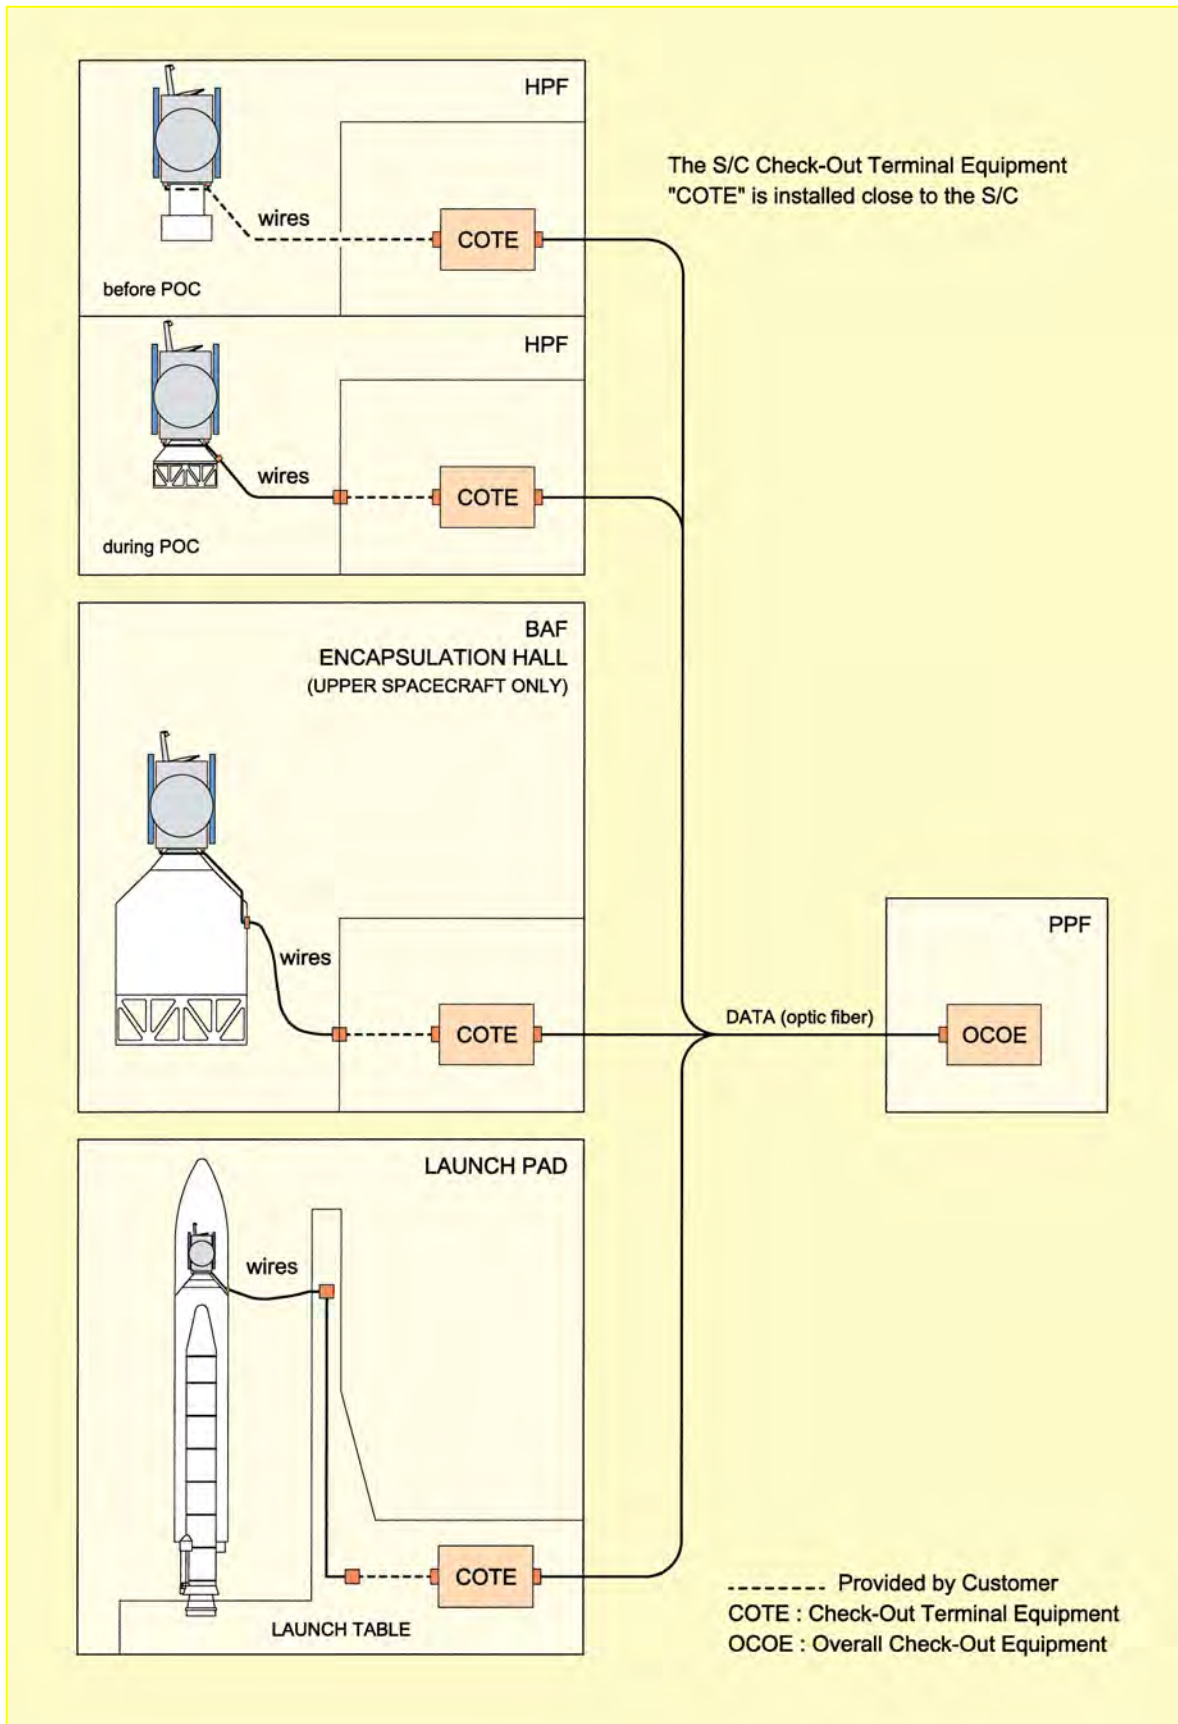 HPF
The S/C Check-Out Terminal Equipment
"COTE" is installed close to the S/C
wires
COTE
before POC
HPF
wires
COTE
during POC
BAF
ENCAPSULATION HALL
(UPPER SPACECRAFT ONLY)
wires
COTE
PPF
DATA (optic fiber)
OCOE
LAUNCH PAD
wires
COTE
LAUNCH TABLE
Provided by Customer
COTE : Check-Out Terminal Equipment
OCOE : Overall Check-Out Equipment